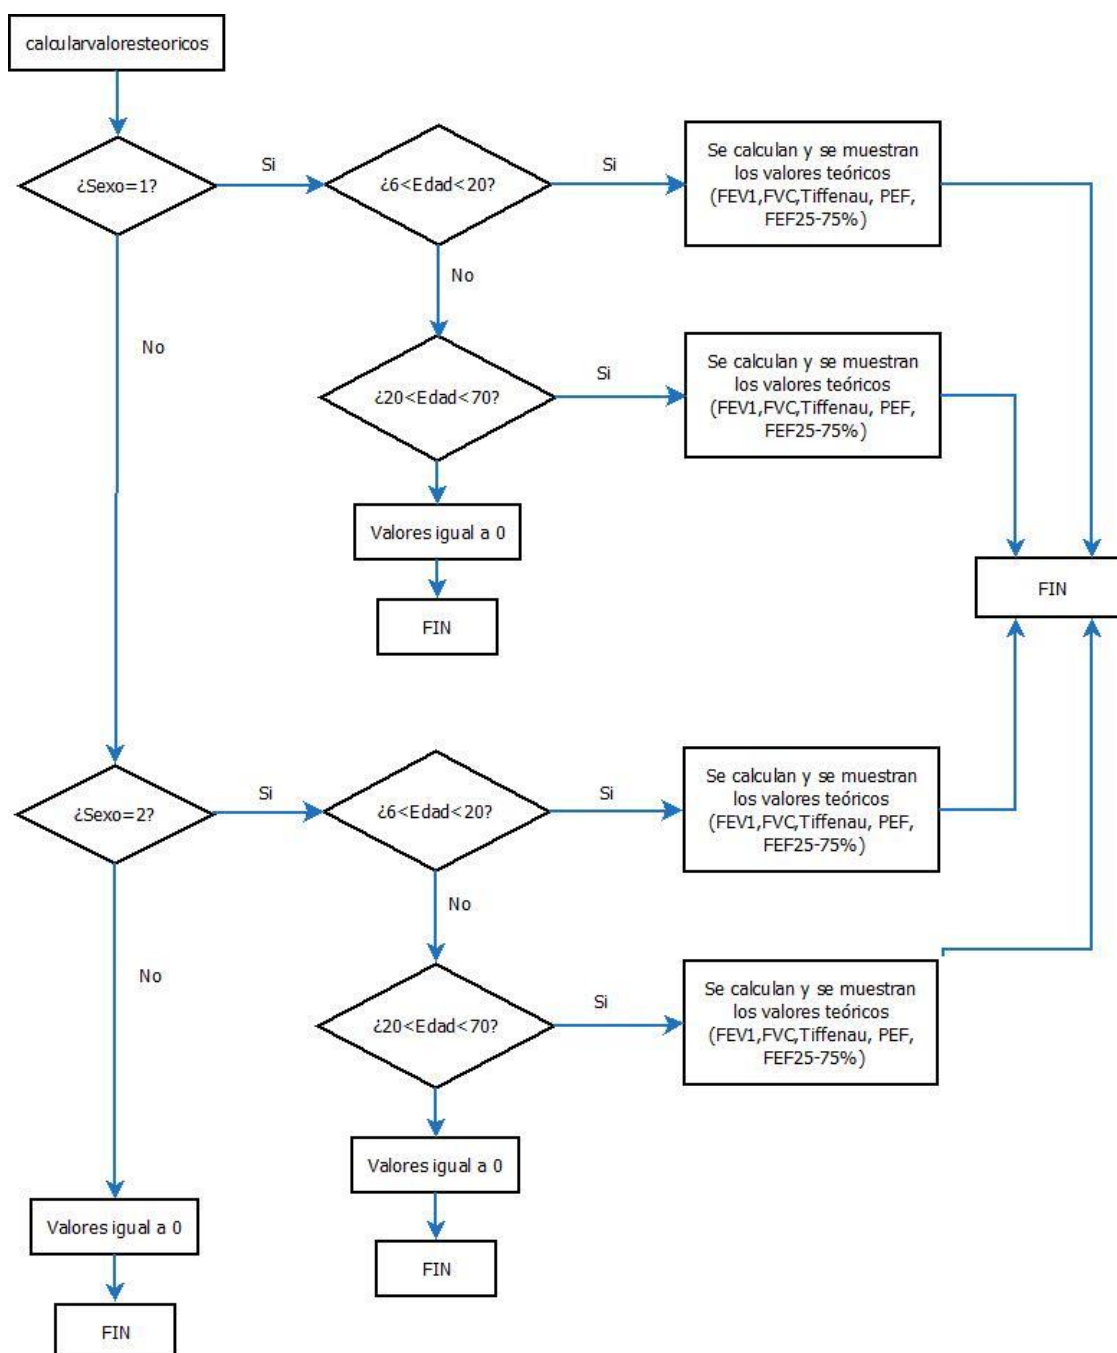 calcularvaloresteoricos
¿Sexo=1?
Si
¿6<Edad<20?
Si
Se calculan y se muestran
los valores teóricos
(FEV1,FVC,Tiffenau, PEF,
FEF25-75%)
No
No
¿20<Edad<70?
Si
Se calculan y se muestran
los valores teóricos
(FEV1,FVC,Tiffenau, PEF,
FEF25-75%)
Valores igual a 0
FIN
FIN
¿Sexo=2?
Si
¿6<Edad<20?
Si
Se calculan y se muestran
los valores teóricos
(FEV1,FVC,Tiffenau, PEF,
FEF25-75%)
No
No
¿20<Edad<70?
Si
Se calculan y se muestran
los valores teóricos
(FEV1,FVC,Tiffenau, PEF,
FEF25-75%)
Valores igual a 0
FIN
Valores igual a 0
FIN